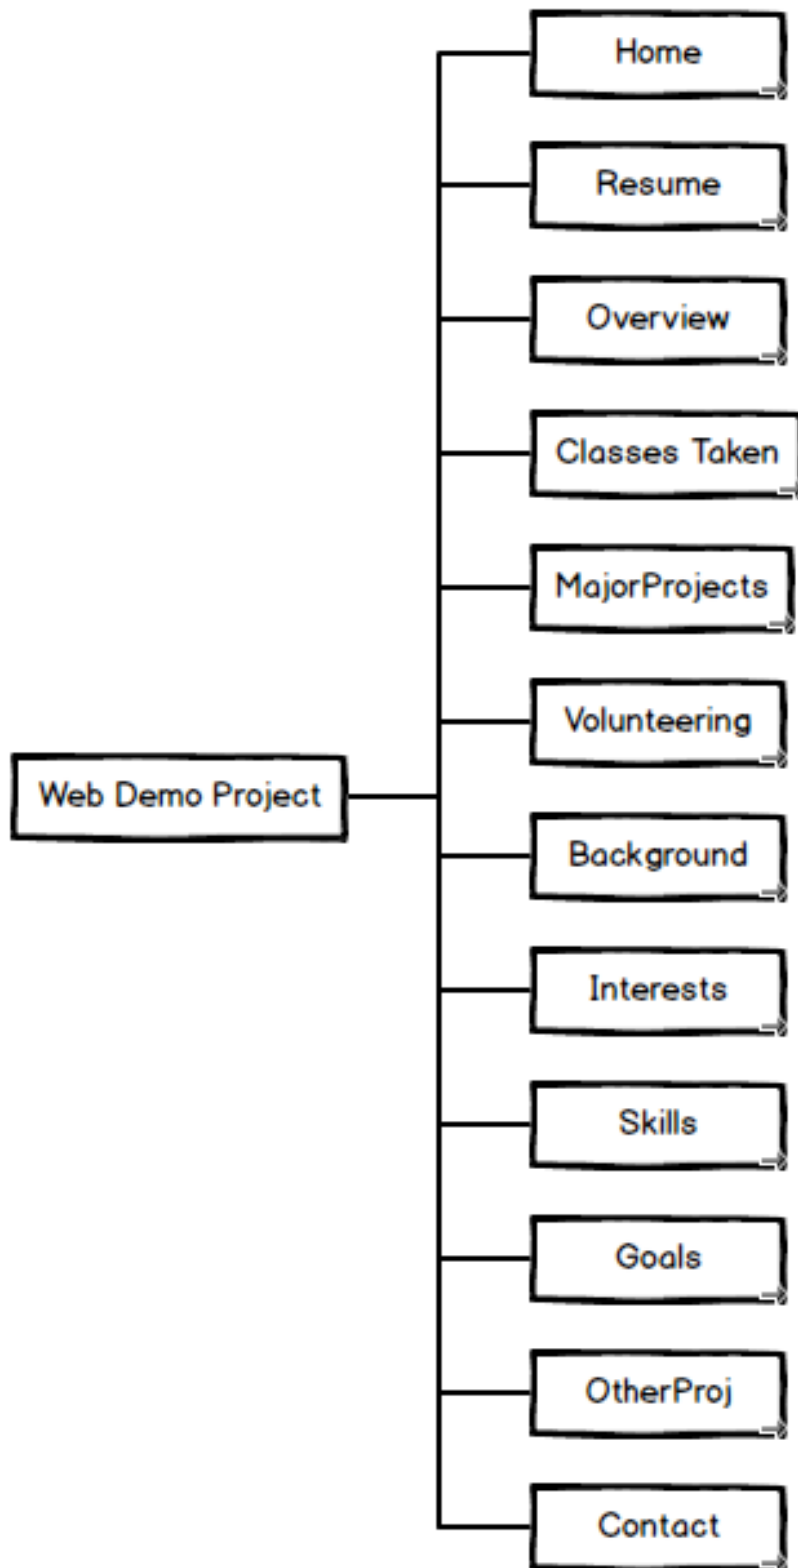 Home
Resume
Overview
Classes Taken
MajorProjects
Volunteering
Web Demo Project
Background
Interests
Skills
Goals
OtherProj
Contact